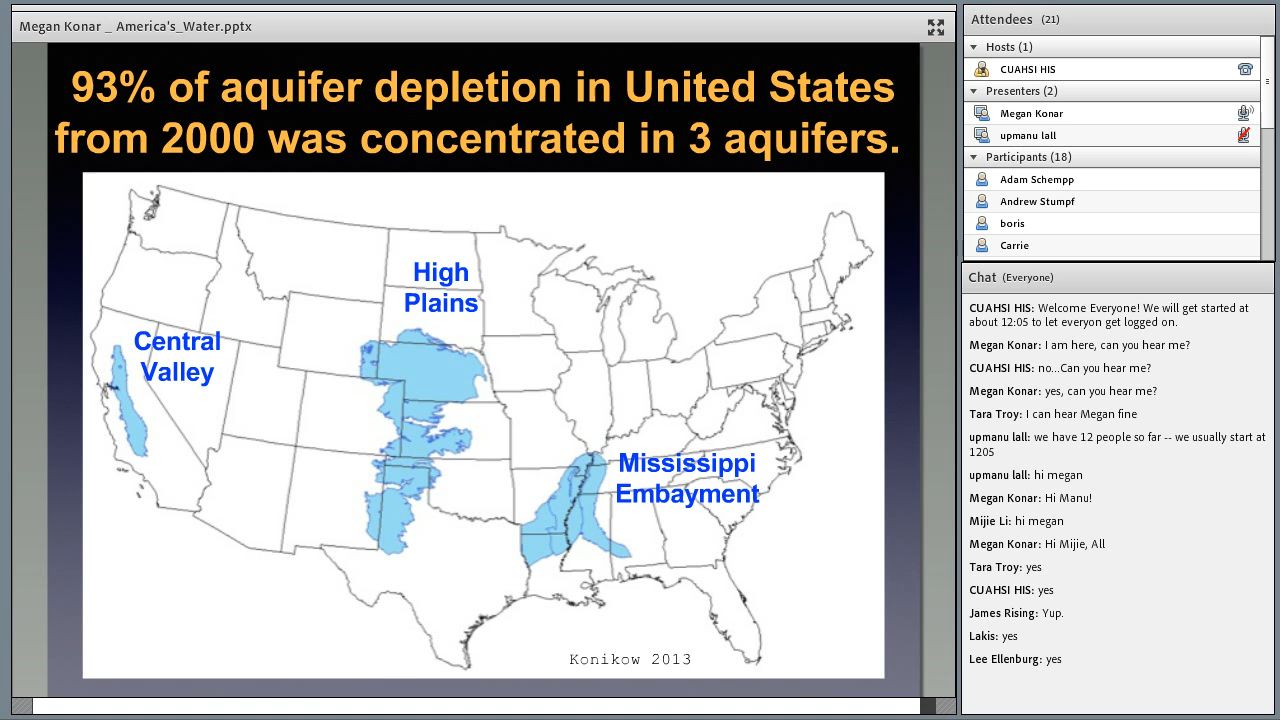 Megan Konar _ America's_Water.pptx
93% of aquifer depletion in United States
from 2000 was concentrated in 3 aquifers.
High
Plains
Central
Valley
Mississippi
Embayment
Konikow 2013
Attendees (21)
Hosts (1)
CUAHSI HIS
Presenters (2)
Megan Konar
upmanu lall
Participants (18)
Adam Schempp
Andrew Stumpf
boris
Carrie
Chat (Everyone)
CUAHSI HIS: Welcome Everyone! We will get started at
about 12:05 to let everyon get logged on.
Megan Konar: I am here, can you hear me?
CUAHSI HIS: no...Can you hear me?
Megan Konar: yes, can you hear me?
Tara Troy: I can hear Megan fine
upmanu lall: we have 12 people so far -- we usually start at
1205
upmanu lall: hi megan
Megan Konar: Hi Manu!
Mijie Li: hi megan
Megan Konar: Hi Mijie, All
Tara Troy: yes
CUAHSI HIS: yes
James Rising: Yup.
Lakis: yes
Lee Ellenburg: yes